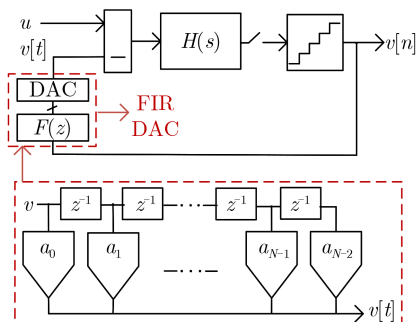 u
v[t]
−
H(s)
v[n]
DAC
F(z)
FIR
DAC
v
z⁻¹
z⁻¹
z⁻¹
z⁻¹
a₀
a₁
a_{N−1}
a_{N−2}
v[t]